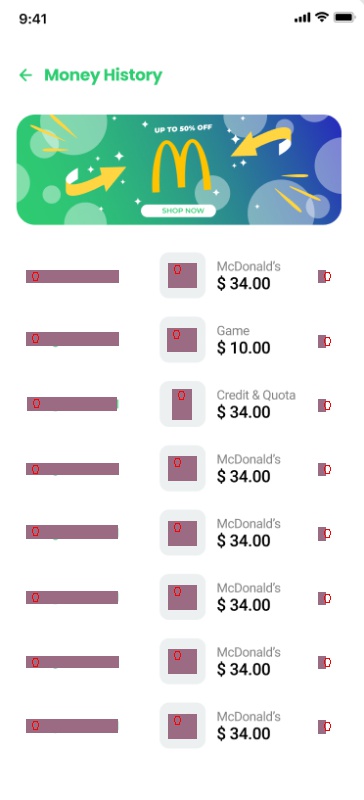 9:41
Money History
UP TO 50% OFF
SHOP NOW
McDonald's
$ 34.00
Game
$ 10.00
Credit & Quota
$ 34.00
McDonald's
$ 34.00
McDonald's
$ 34.00
McDonald's
$ 34.00
McDonald's
$ 34.00
McDonald's
$ 34.00